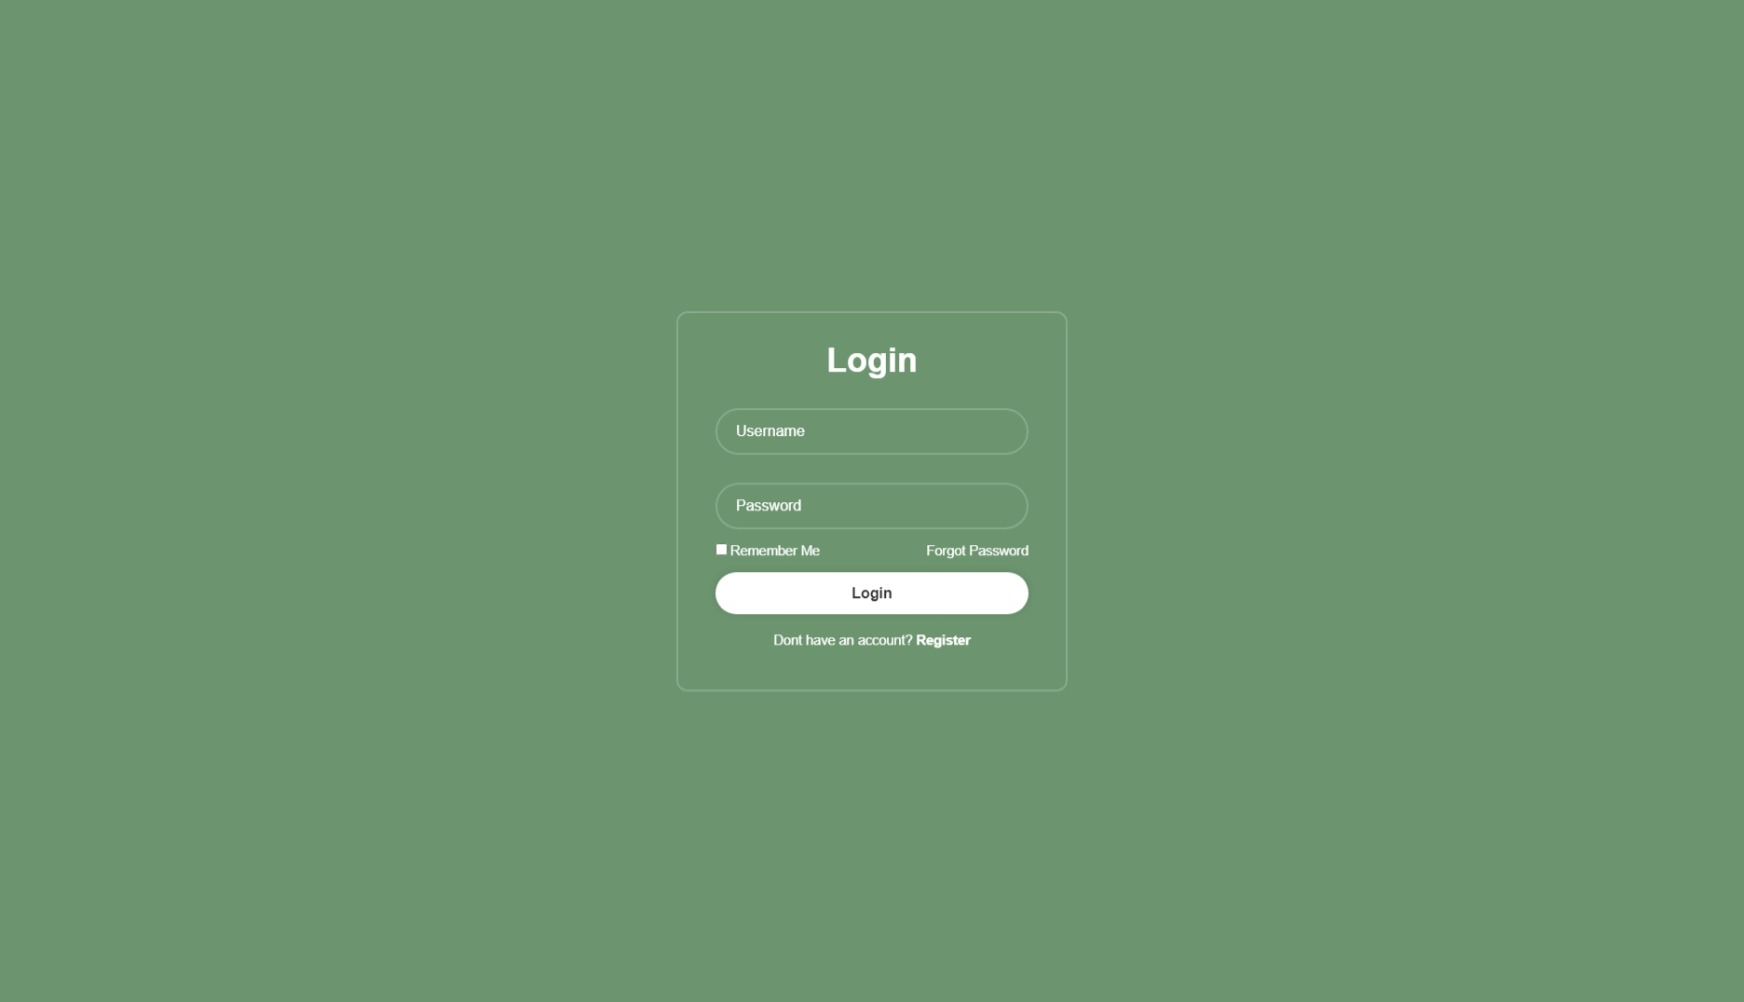 Login
Username
Password
Remember Me
Forgot Password
Login
Dont have an account? Register